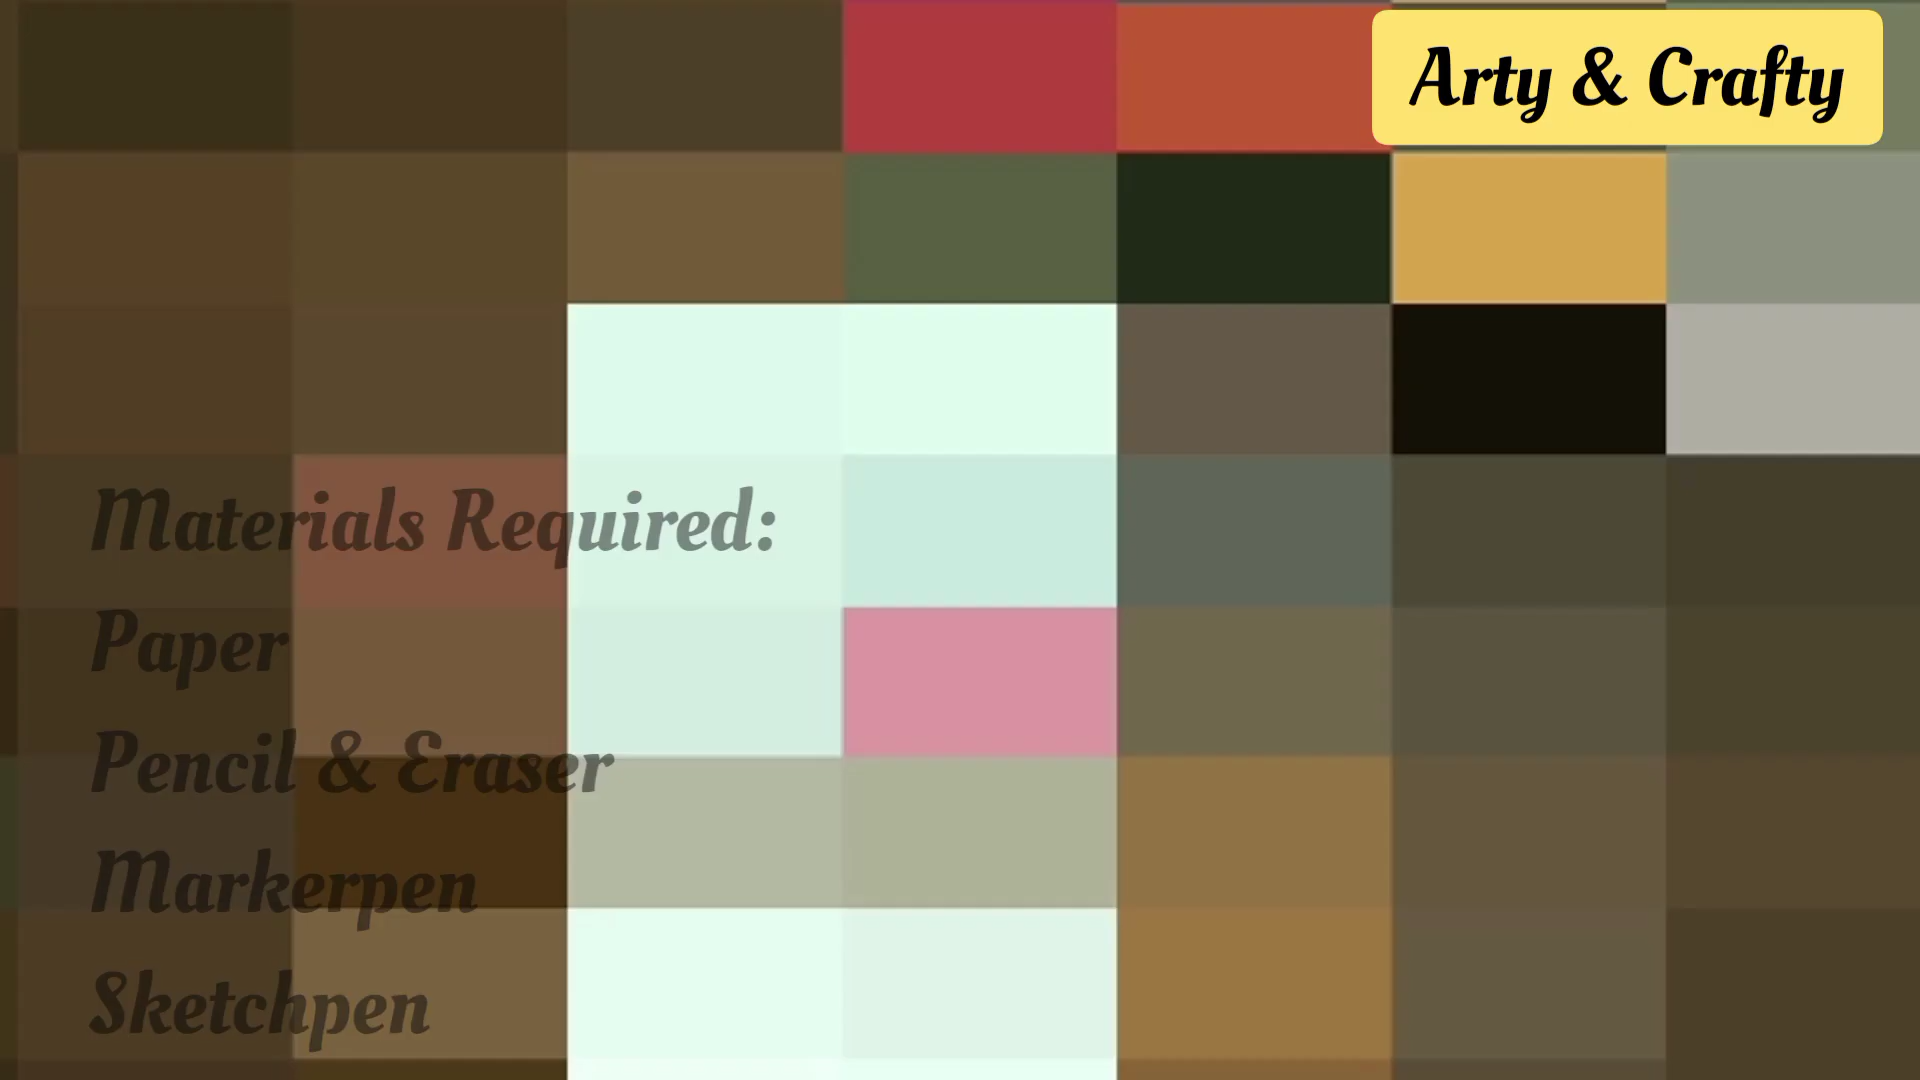 Arty & Crafty
Materials Required:
Paper
Pencil & Eraser
Markerpen
Sketchpen